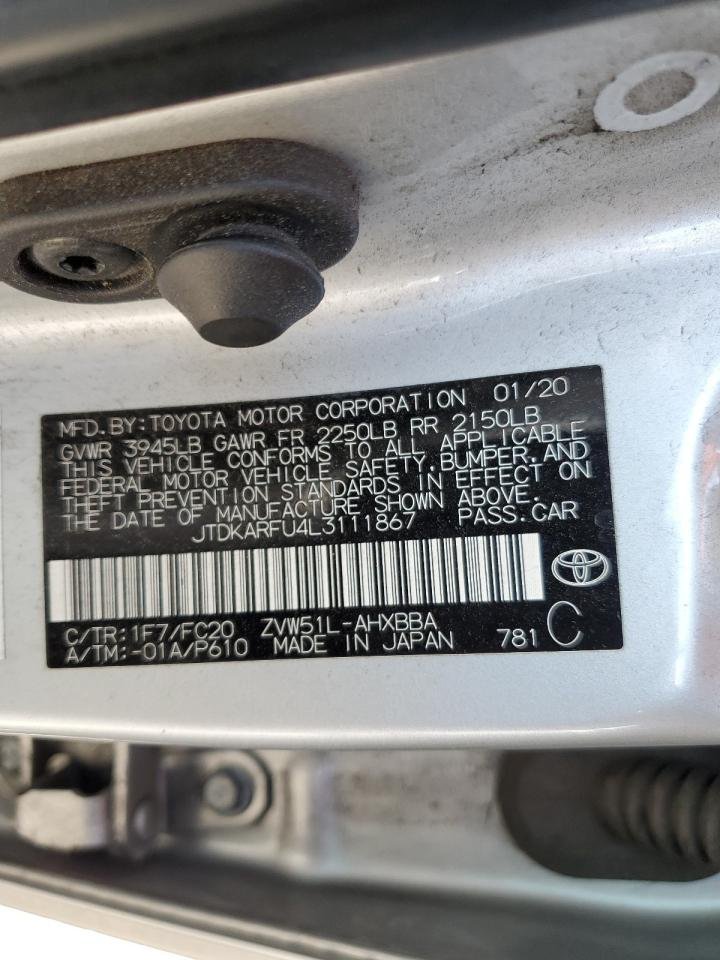 MFD.BY:TOYOTA MOTOR CORPORATION 01/20
GVWR 3945LB GAWR FR 2250LB RR 2150LB
THIS VEHICLE CONFORMS TO ALL APPLICABLE
FEDERAL MOTOR VEHICLE SAFETY,BUMPER,AND
THEFT PREVENTION STANDARDS IN EFFECT ON
DATE OF MANUFACTURE SHOWN ABOVE.
JTDKARFU4L3111867 PASS.CAR
C/TR:1F7/FC20 ZVW51L-AHXBBA
A/TM:-01A/P610 MADE IN JAPAN 781 C